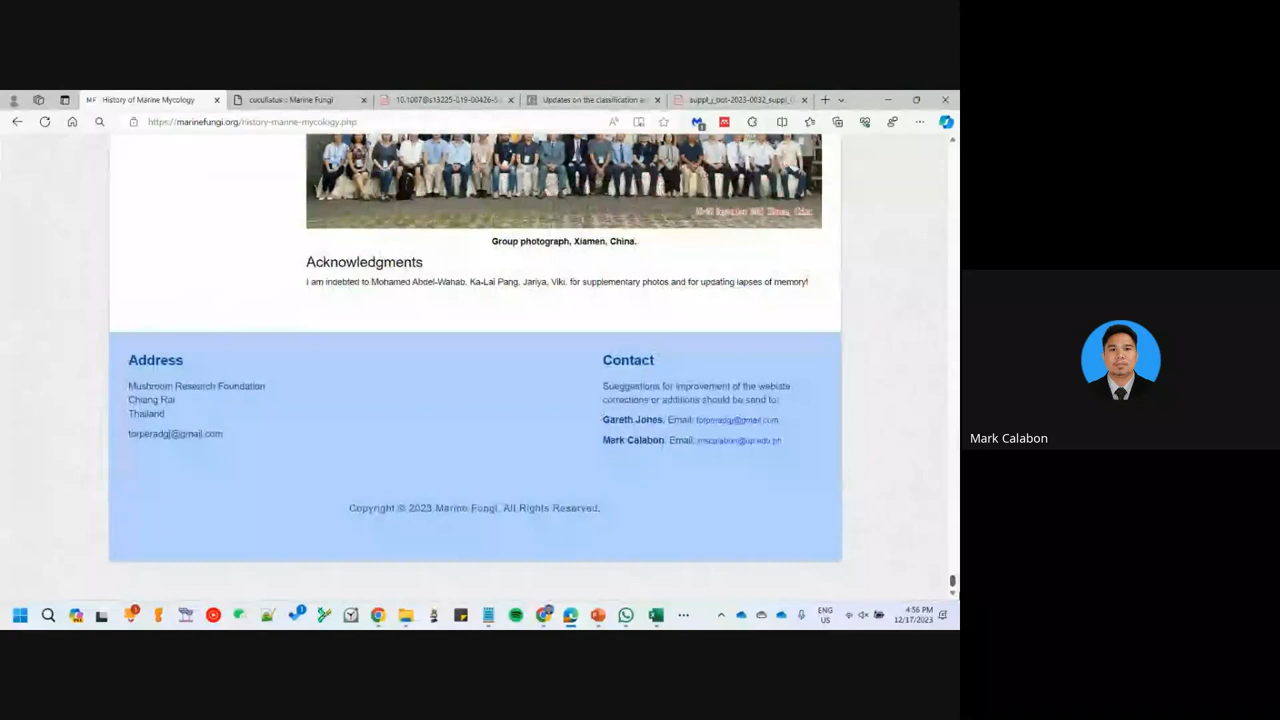 History of Marine Mycology
cucullatus :: Marine Fungi
Updates on the classification a
https://marinefungi.org/history-marine-mycology.php
Group photograph, Xiamen, China.
Acknowledgments
I am indebted to Mohamed Abdel-Wahab, Ka-Lai Pang, Jariya, Viki, for supplementary photos and for updating lapses of memory!
Address
Mushroom Research Foundation
Chiang Rai
Thailand
torperadgj@gmail.com
Contact
Sueggestions for improvement of the webiste
corrections or additions should be send to:
Gareth Jones, Email: torperadgj@gmail.com
Mark Calabon, Email: mscalabon@up.edu.ph
Copyright © 2023 Marine Fungi. All Rights Reserved.
ENG
US
4:56 PM
12/17/2023
Mark Calabon